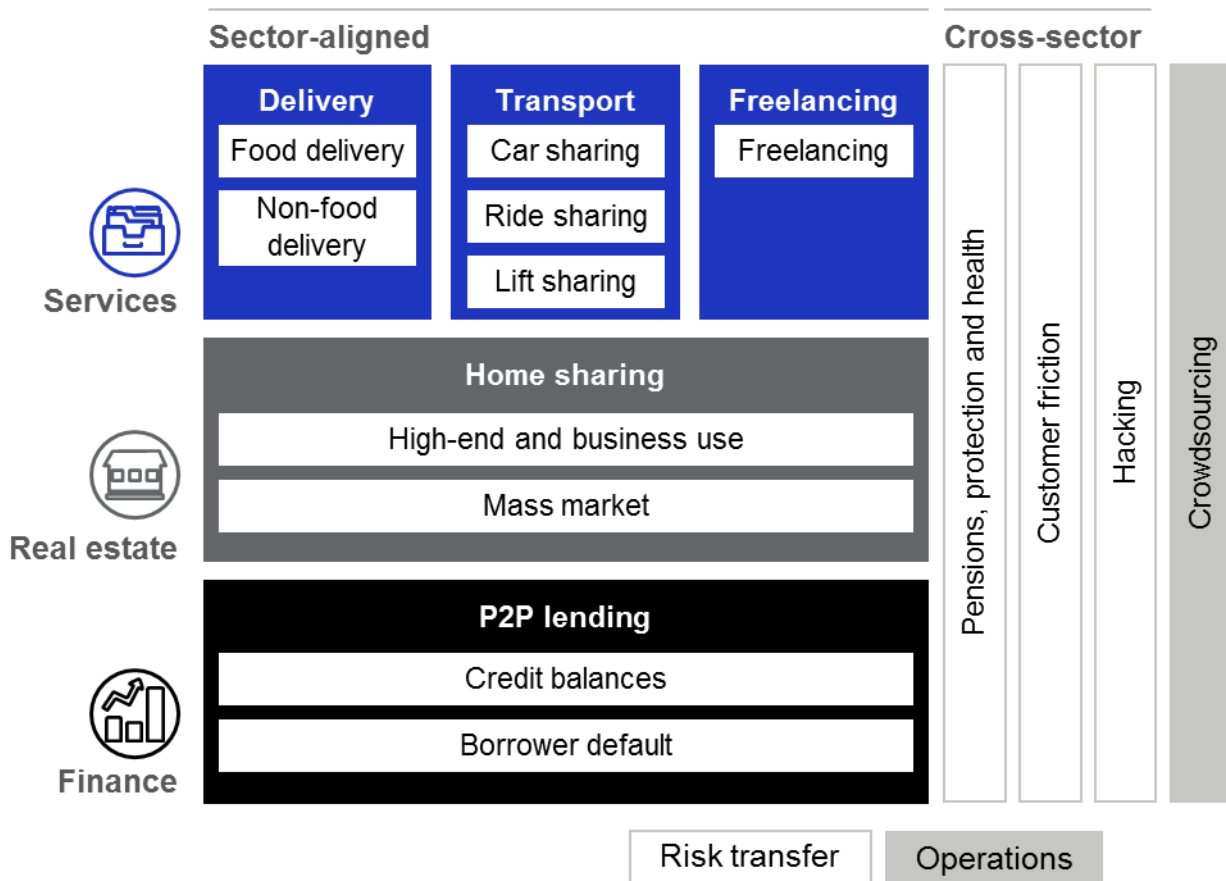 Sector-aligned
Cross-sector
Delivery
Food delivery
Non-food
delivery
Transport
Car sharing
Ride sharing
Lift sharing
Freelancing
Freelancing
Services
Home sharing
High-end and business use
Mass market
Real estate
P2P lending
Credit balances
Borrower default
Finance
Pensions, protection and health
Customer friction
Hacking
Crowdsourcing
Risk transfer
Operations